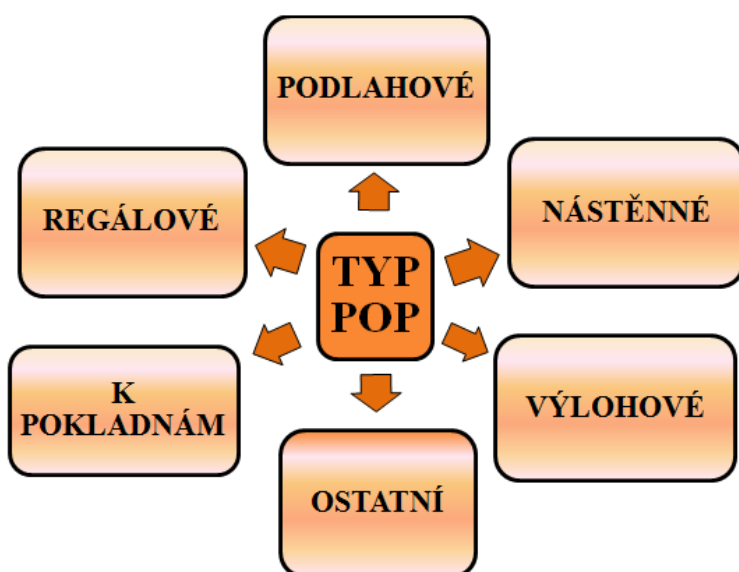 PODLAHOVÉ
REGÁLOVÉ
NÁSTĚNNÉ
TYP
POP
K
POKLADNÁM
VÝLOHOVÉ
OSTATNÍ